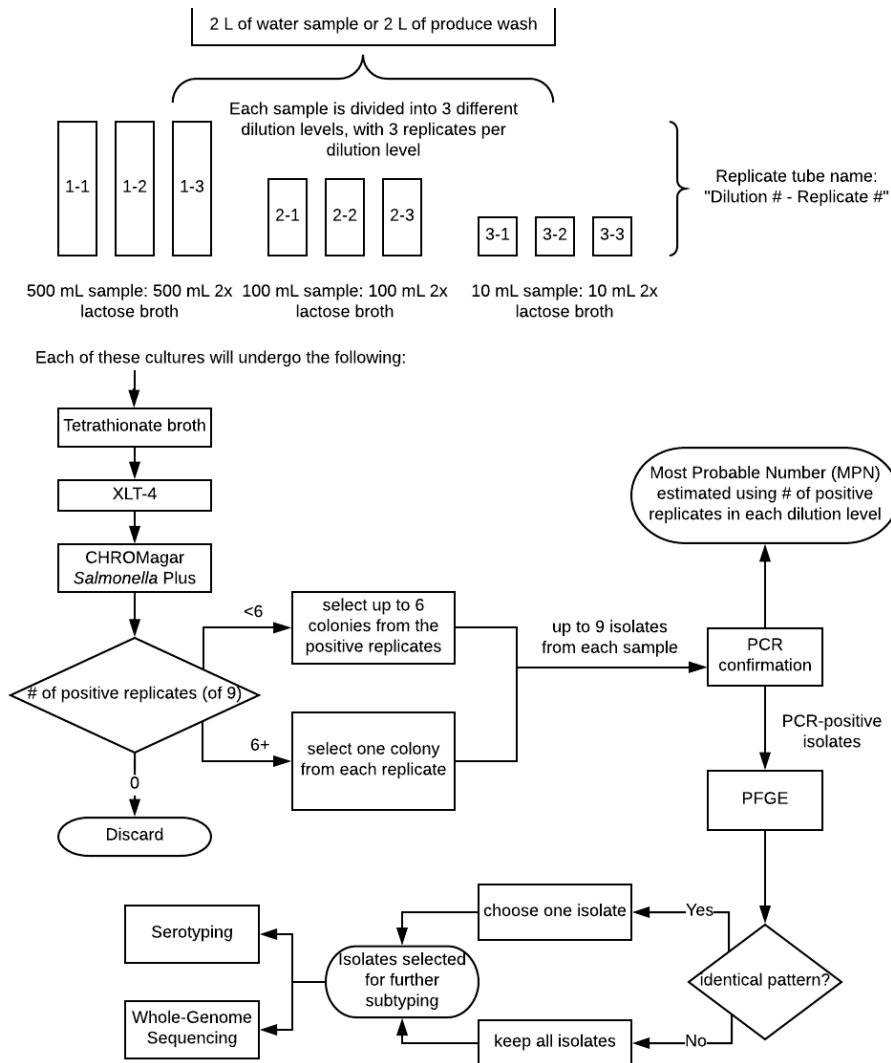 2 L of water sample or 2 L of produce wash
Each sample is divided into 3 different
dilution levels, with 3 replicates per
dilution level
1-1
1-2
1-3
2-1
2-2
2-3
3-1
3-2
3-3
Replicate tube name:
"Dilution # - Replicate #"
500 mL sample: 500 mL 2x
lactose broth
100 mL sample: 100 mL 2x
lactose broth
10 mL sample: 10 mL 2x
lactose broth
Each of these cultures will undergo the following:
Tetrathionate broth
XLT-4
CHROMagar
Salmonella Plus
# of positive replicates (of 9)
<6
select up to 6
colonies from the
positive replicates
6+
select one colony
from each replicate
0
Discard
up to 9 isolates
from each sample
PCR
confirmation
Most Probable Number (MPN)
estimated using # of positive
replicates in each dilution level
PCR-positive
isolates
PFGE
identical pattern?
Yes
choose one isolate
No
keep all isolates
Isolates selected
for further
subtyping
Serotyping
Whole-Genome
Sequencing